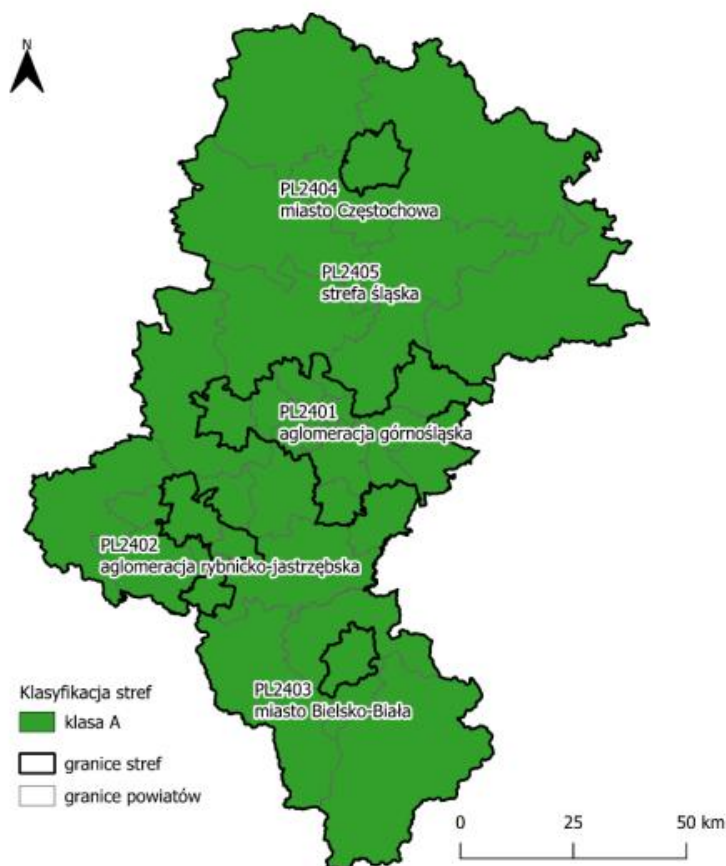 N
PL2404
miasto Częstochowa
PL2405
strefa śląska
PL2401
aglomeracja górnośląska
PL2402
aglomeracja rybnicko-jastrzębska
PL2403
miasto Bielsko-Biała
Klasyfikacja stref
klasa A
granice stref
granice powiatów
0 25 50 km